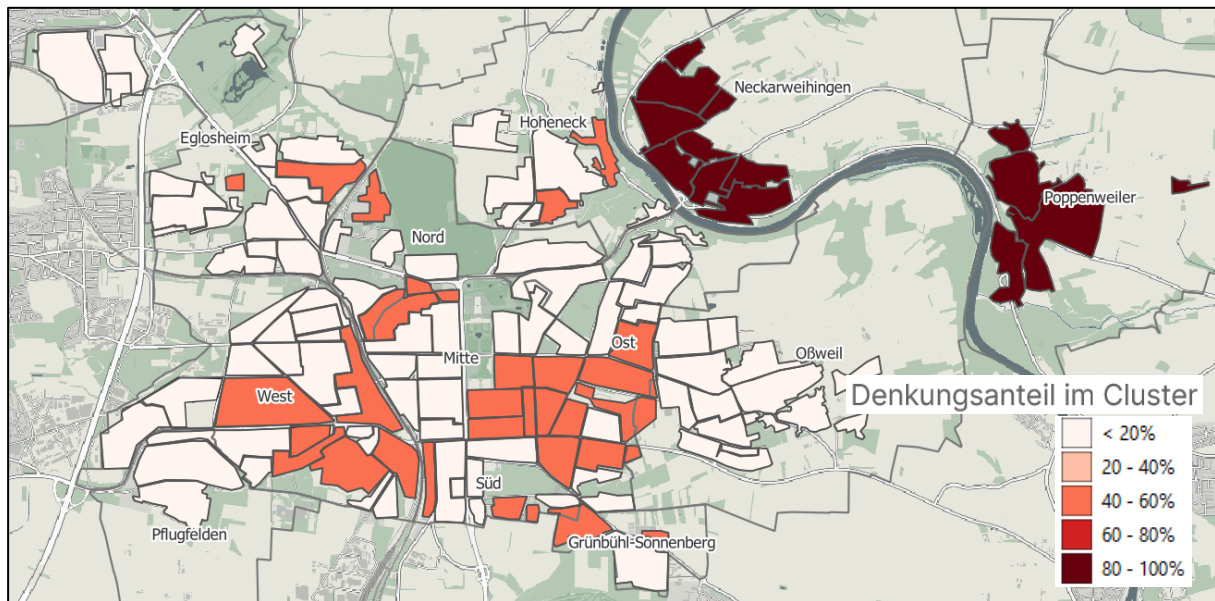 Neckarweihingen
Hoheneck
Eglosheim
Poppenweiler
Nord
Ost
Mitte
Oßweil
West
Süd
Pflugfelden
Grünbühl-Sonnenberg
Denkungsanteil im Cluster
< 20%
20 - 40%
40 - 60%
60 - 80%
80 - 100%